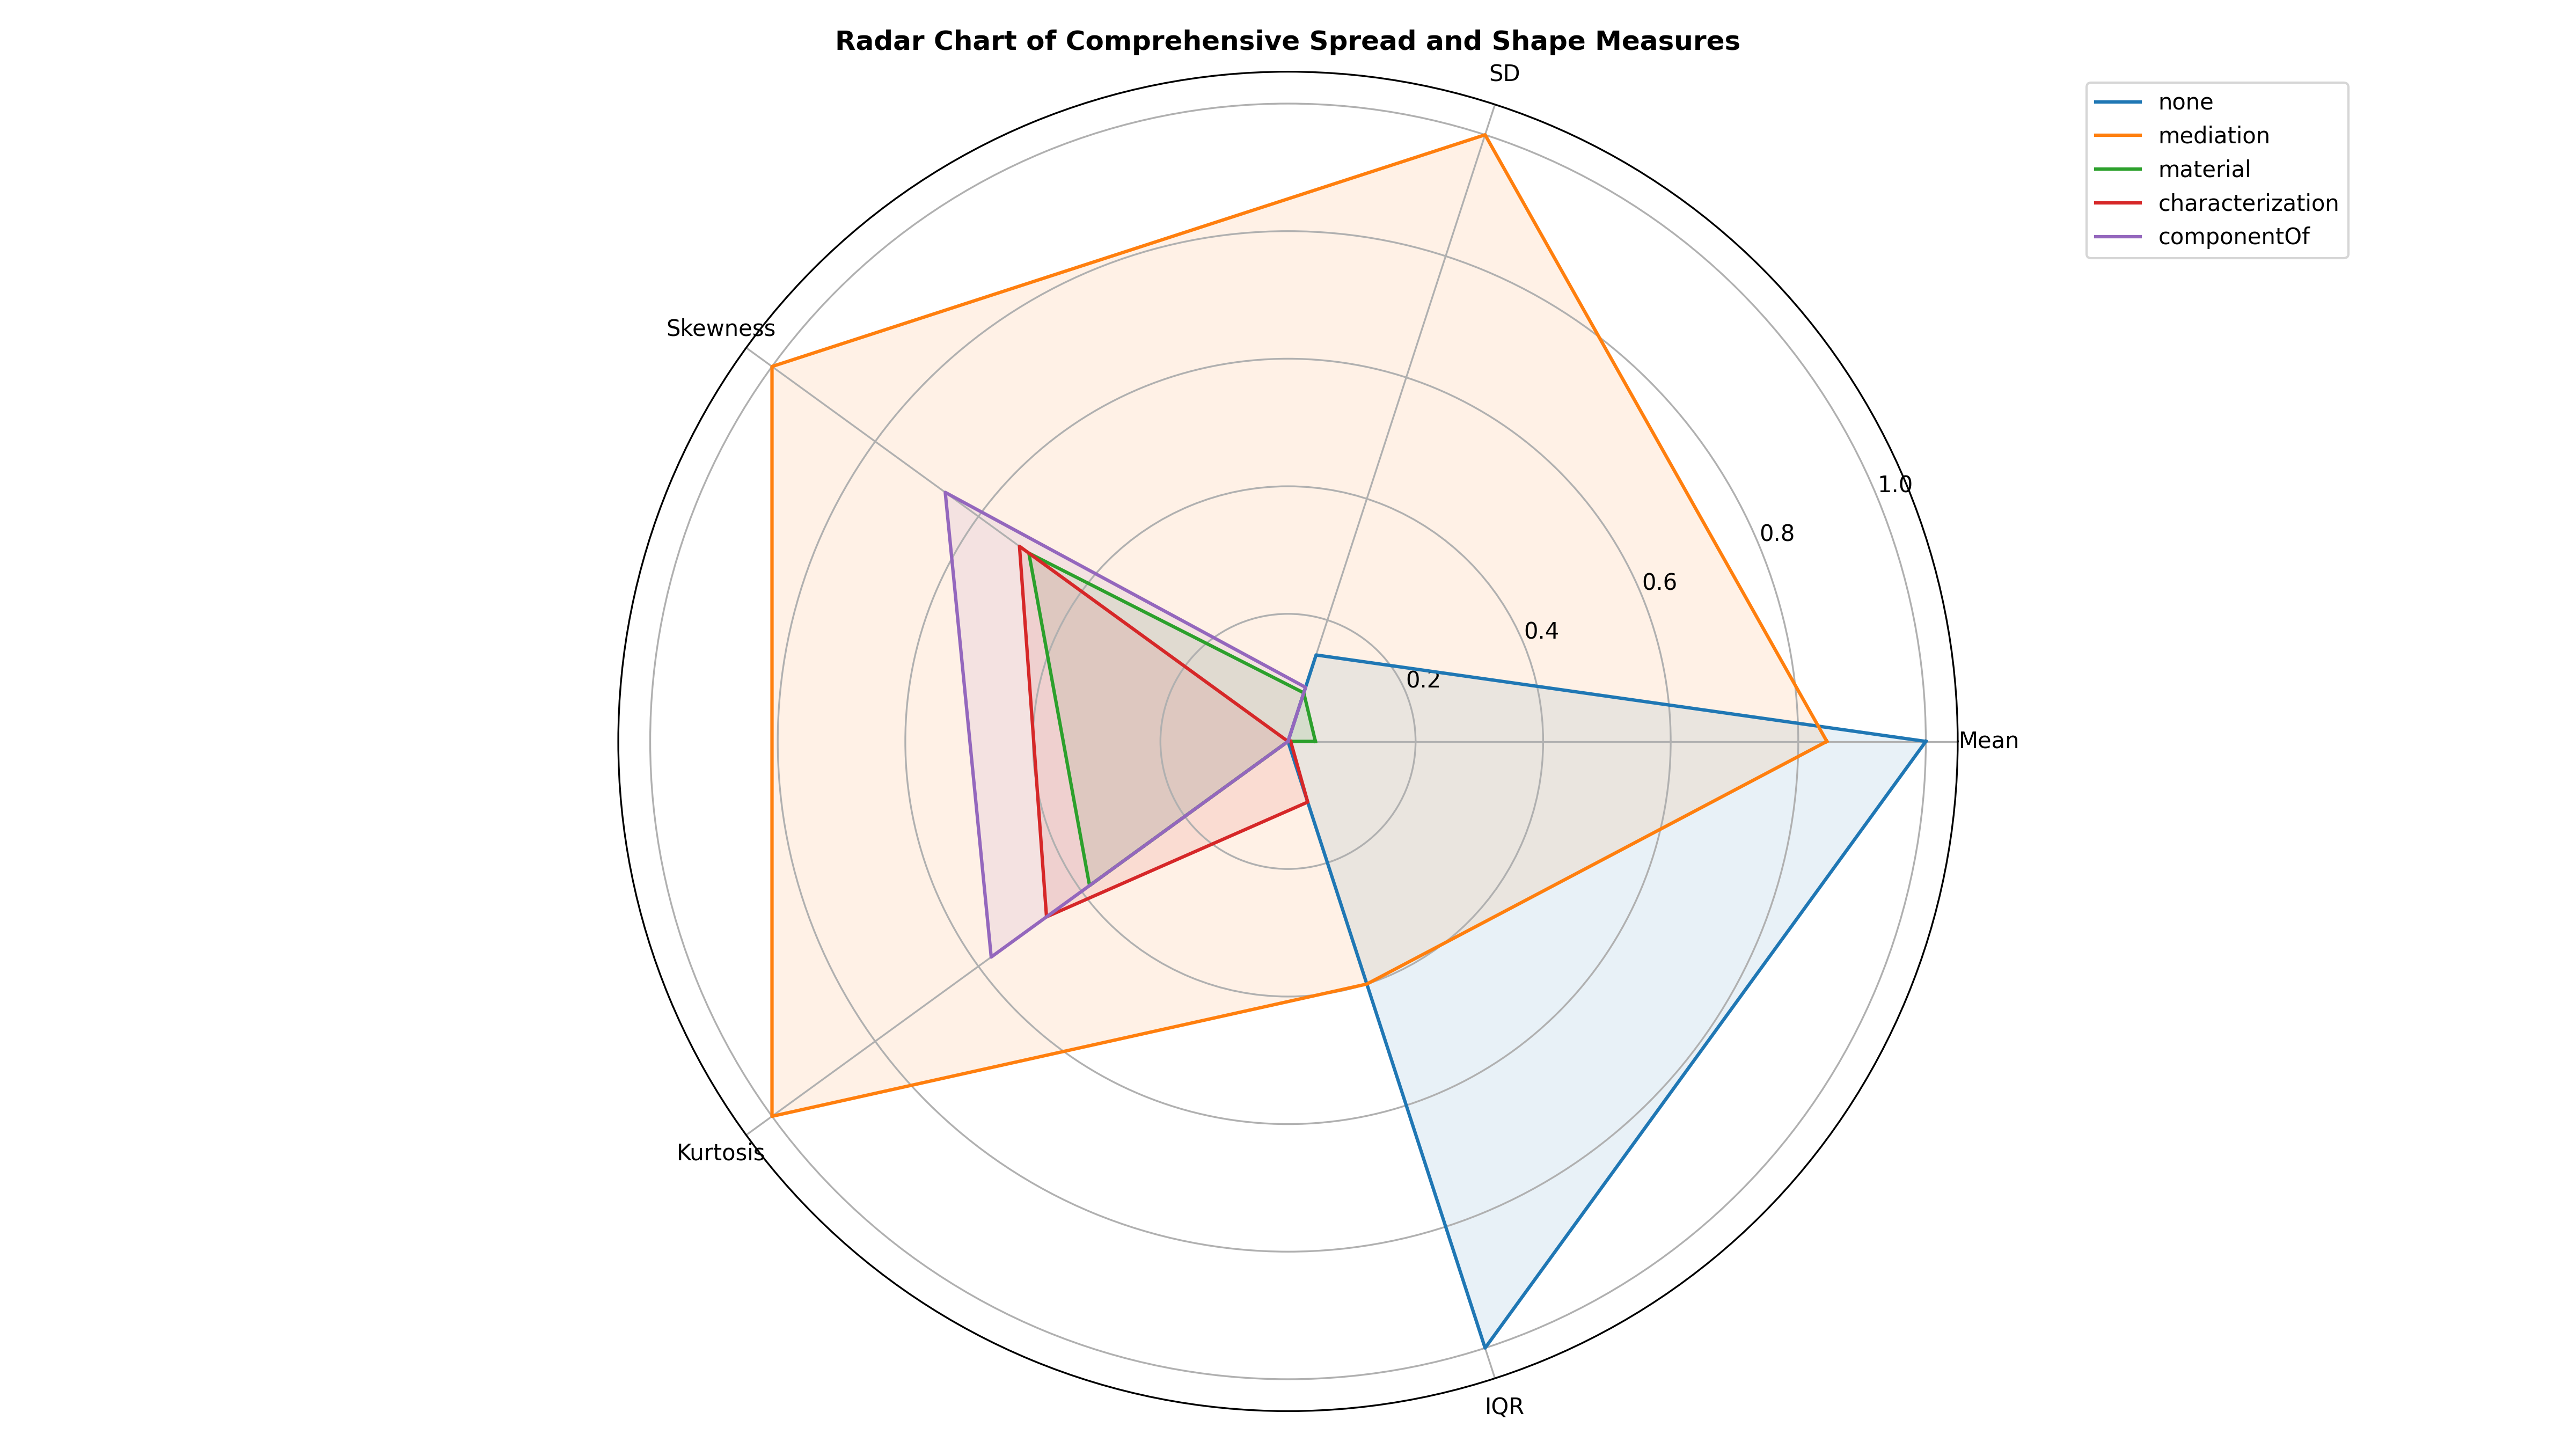 Radar Chart of Comprehensive Spread and Shape Measures
SD
none
mediation
material
characterization
componentOf
Skewness
1.0
0.8
0.6
0.4
0.2
Mean
Kurtosis
IQR